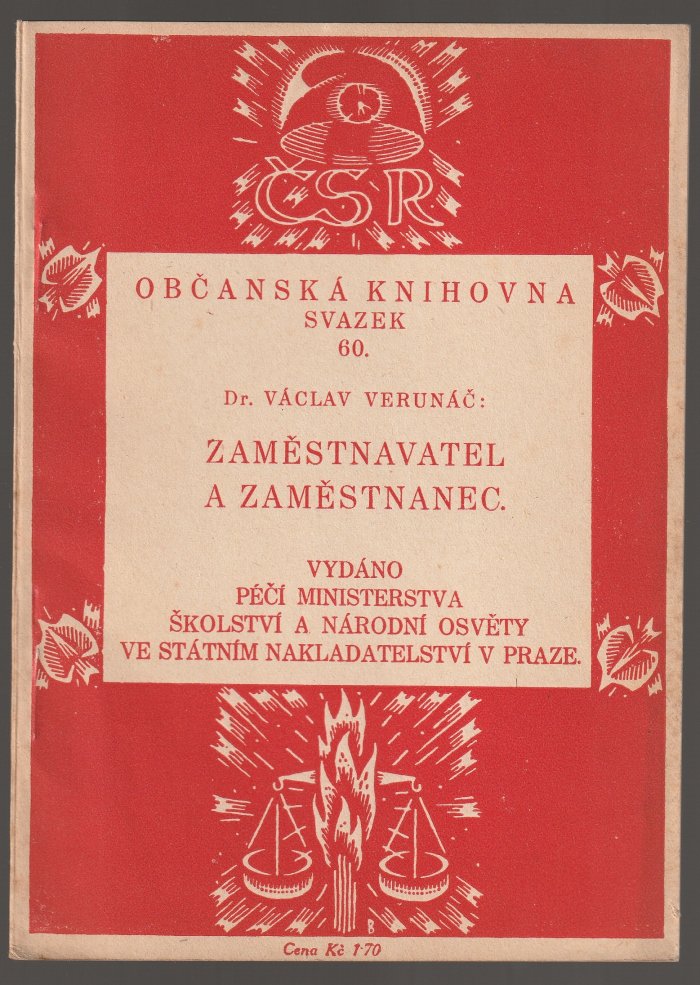 ČSR
OBČANSKÁ KNIHOVNA
SVAZEK
60.
Dr. VÁCLAV VERUNÁČ:
ZAMĚSTNAVATEL
A ZAMĚSTNANEC.
VYDÁNO
PÉČÍ MINISTERSTVA
ŠKOLSTVÍ A NÁRODNÍ OSVĚTY
VE STÁTNÍM NAKLADATELSTVÍ V PRAZE.
B
Cena Kč 1·70